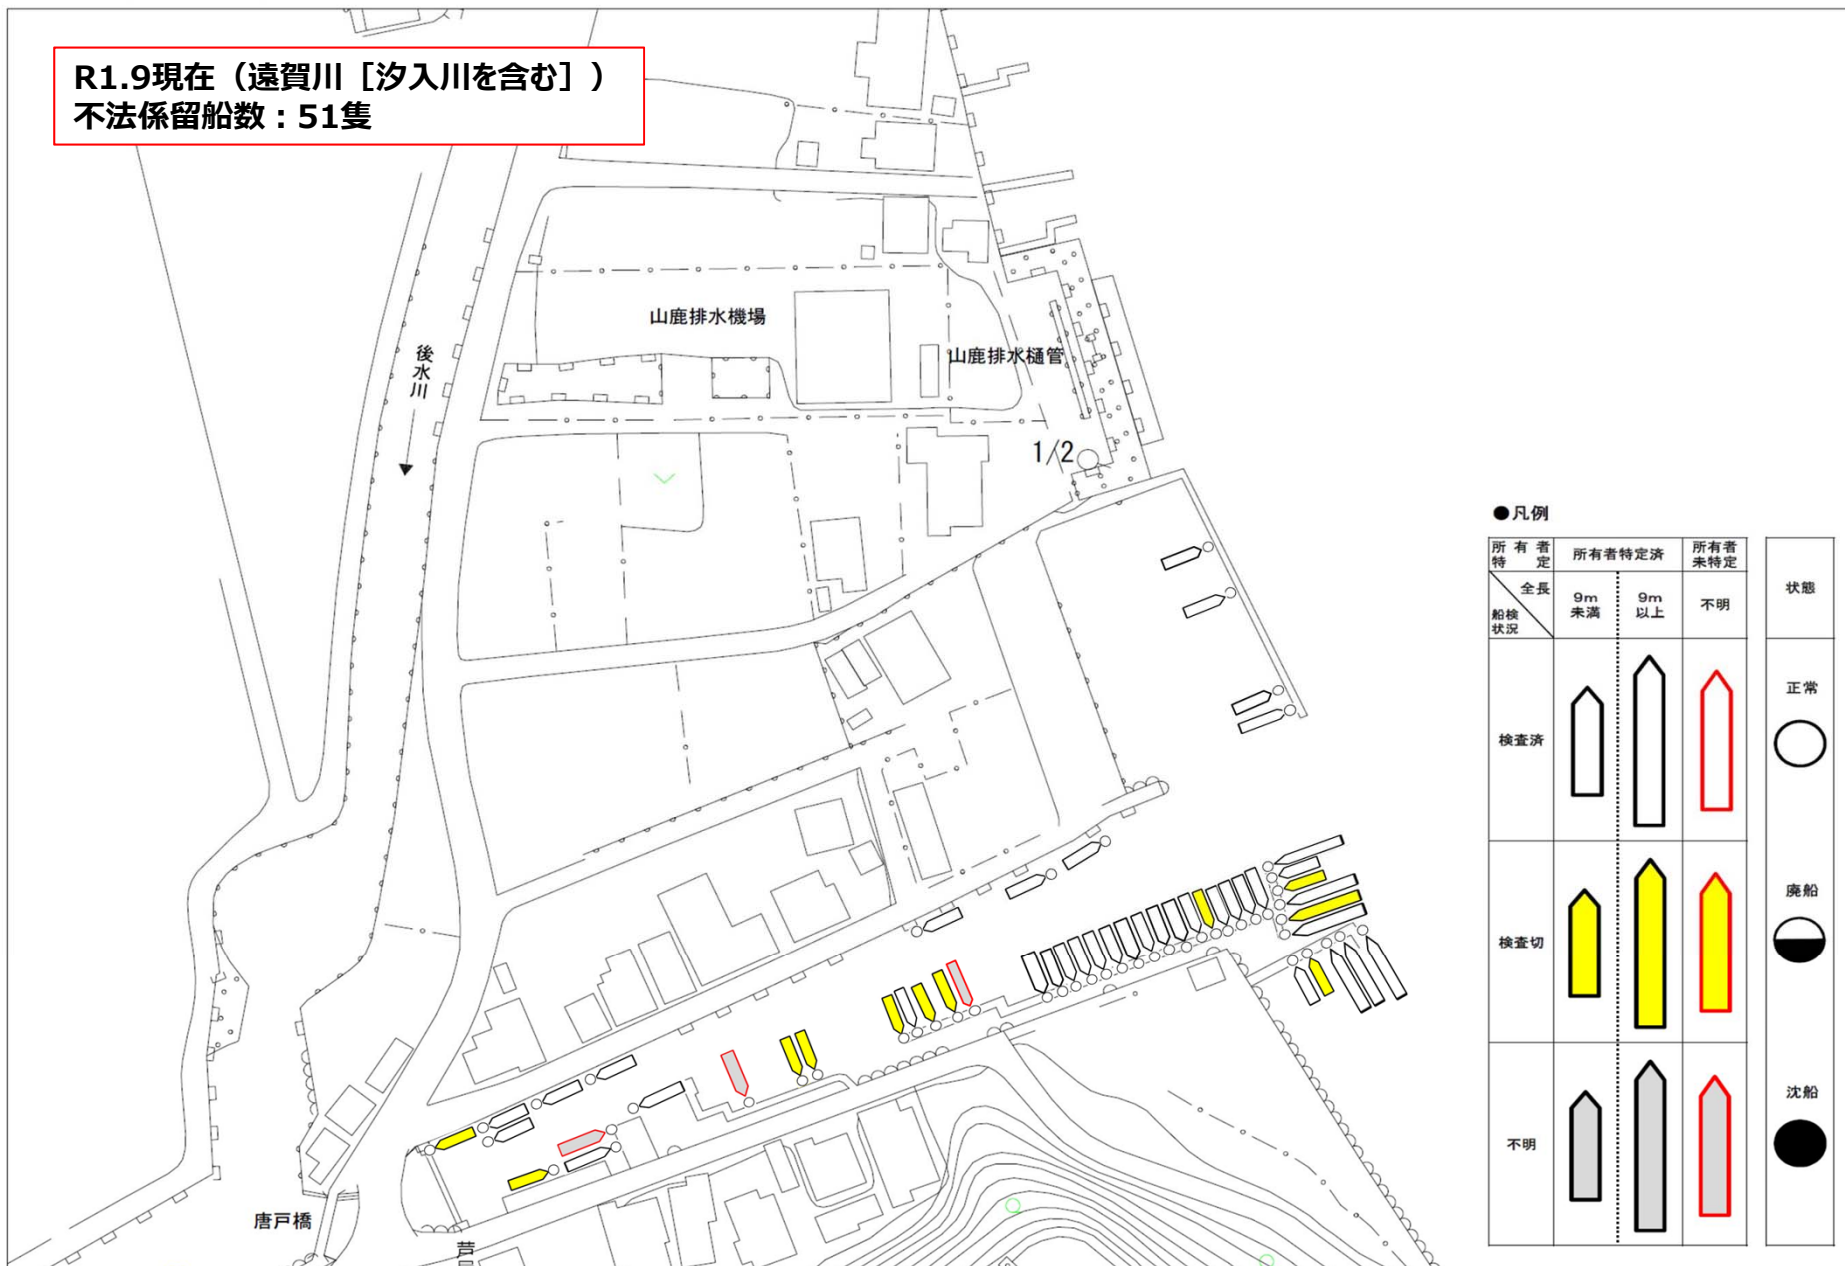 R1.9現在（遠賀川［汐入川を含む］）
不法係留船数：51隻
山鹿排水機場
山鹿排水樋管
後水川
1/2
●凡例
所有者特定
所有者特定済
所有者未特定
状態
全長
船検状況
9m未満
9m以上
不明
検査済
正常
検査切
廃船
不明
沈船
唐戸橋
芦